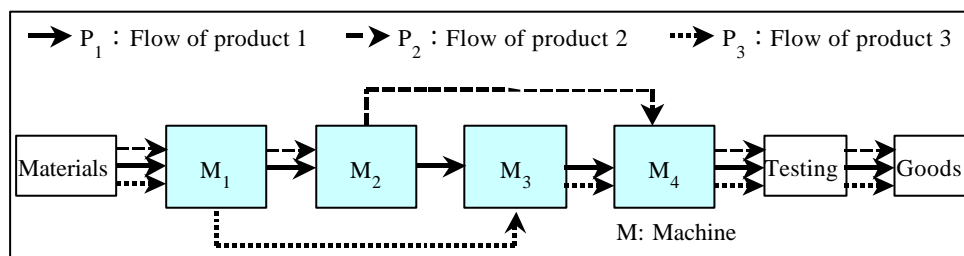 P1：Flow of product 1 P2：Flow of product 2 P3：Flow of product 3
Materials M1 M2 M3 M4 Testing Goods
M: Machine